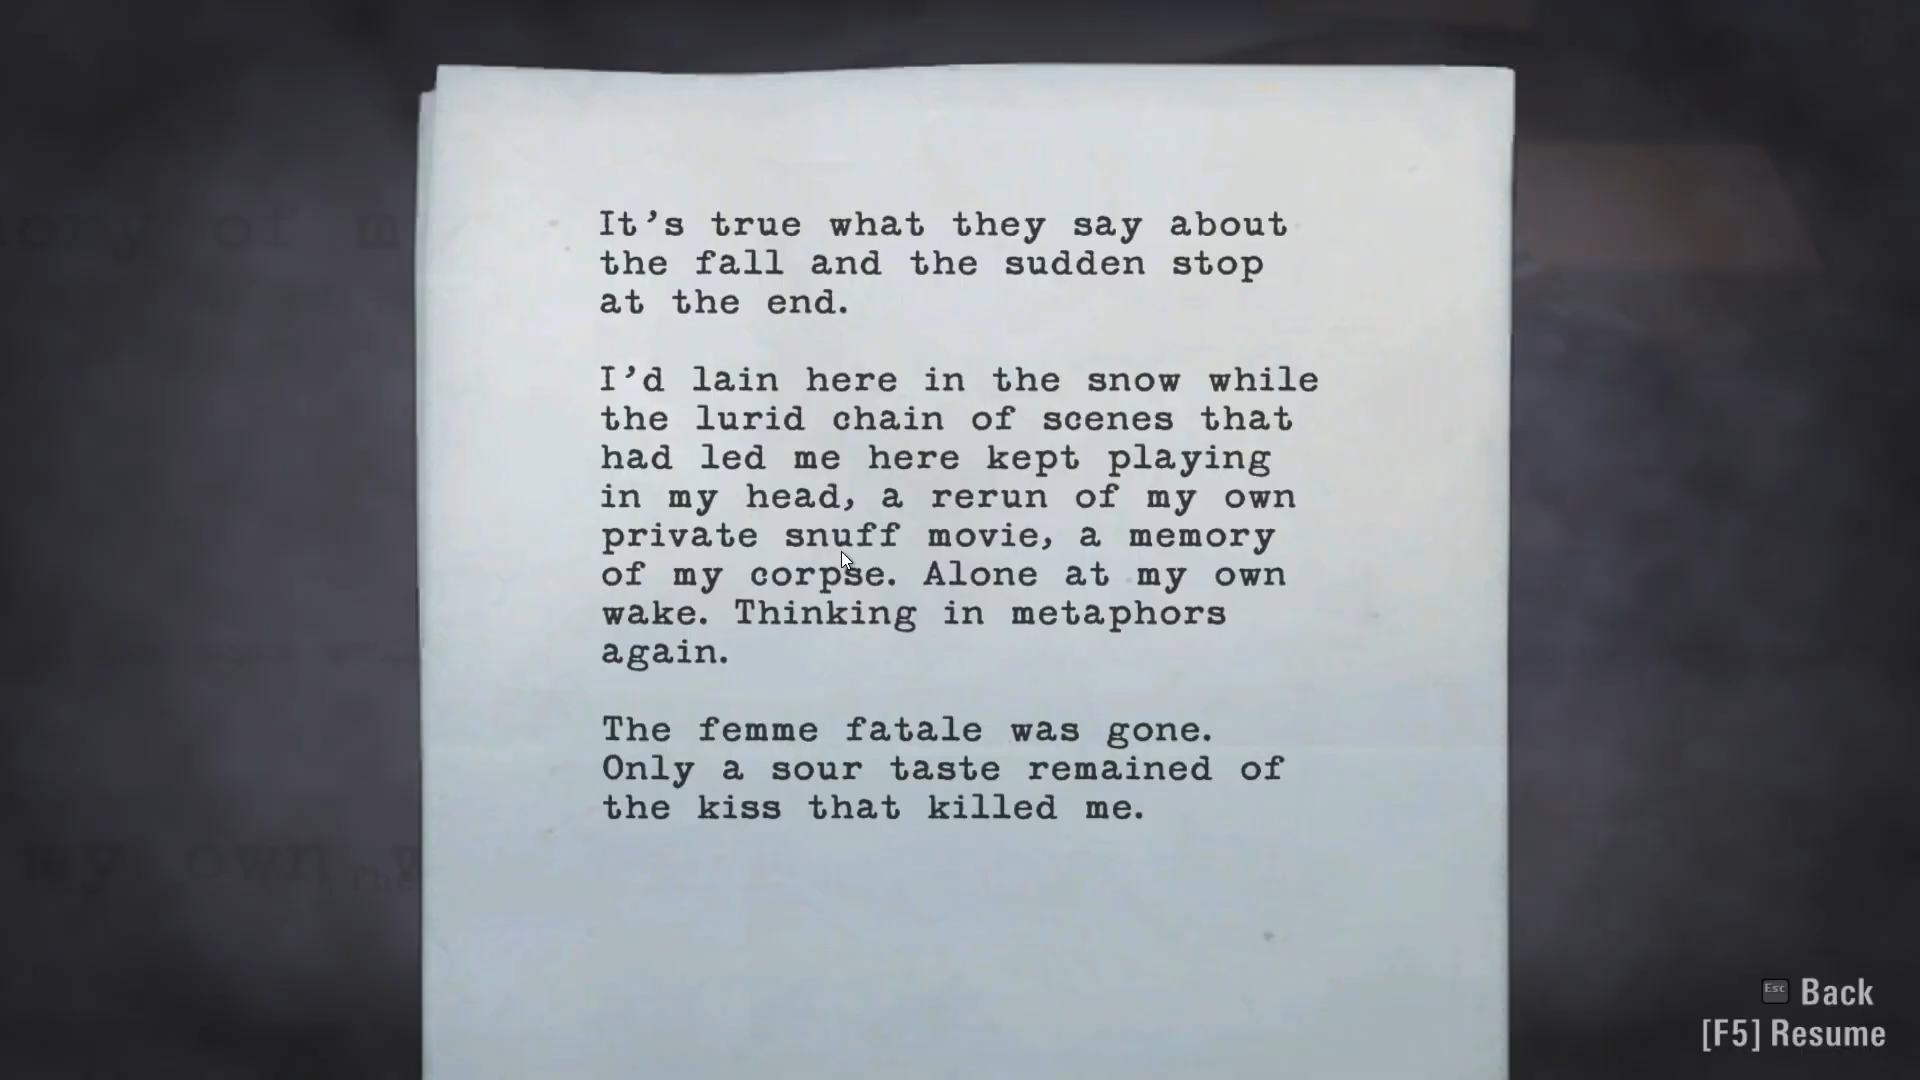 It's true what they say about
the fall and the sudden stop
at the end.
I'd lain here in the snow while
the lurid chain of scenes that
had led me here kept playing
in my head, a rerun of my own
private snuff movie, a memory
of my corpse. Alone at my own
wake. Thinking in metaphors
again.
The femme fatale was gone.
Only a sour taste remained of
the kiss that killed me.
my own
Esc Back
[F5] Resume